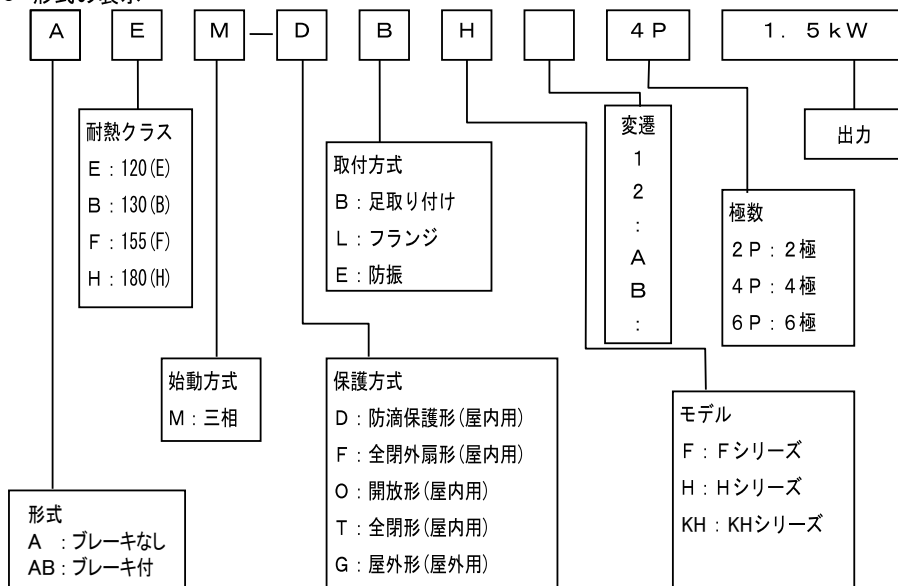 A E M － D B H 4P 1．5kW
耐熱クラス
E：120(E)
B：130(B)
F：155(F)
H：180(H)
取付方式
B：足取り付け
L：フランジ
E：防振
変遷
1
2
:
A
B
:
出力
極数
2P：2極
4P：4極
6P：6極
始動方式
M：三相
保護方式
D：防滴保護形(屋内用)
F：全閉外扇形(屋内用)
O：開放形(屋内用)
T：全閉形(屋内用)
G：屋外形(屋外用)
モデル
F：Fシリーズ
H：Hシリーズ
KH：KHシリーズ
形式
A ：ブレーキなし
AB：ブレーキ付